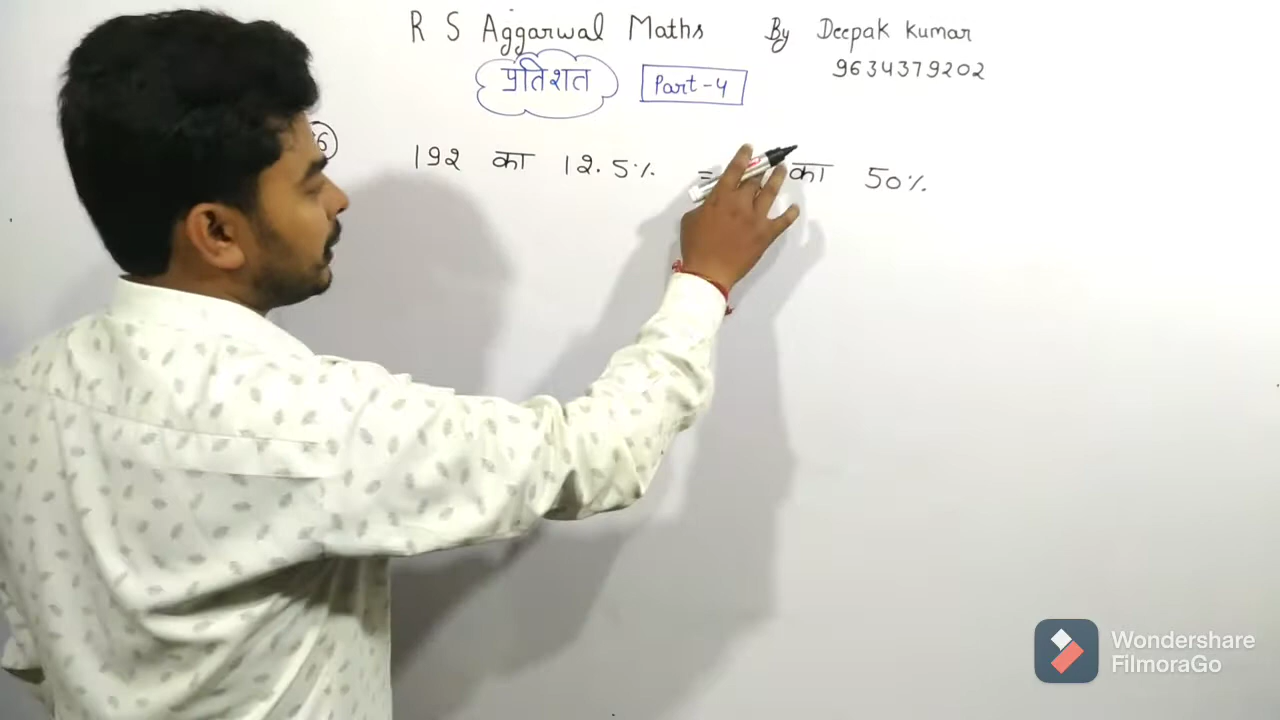 R S Aggarwal Maths By Deepak Kumar
9634379202
प्रतिशत Part-4
192 का 12.5% = का 50%
Wondershare
FilmoraGo